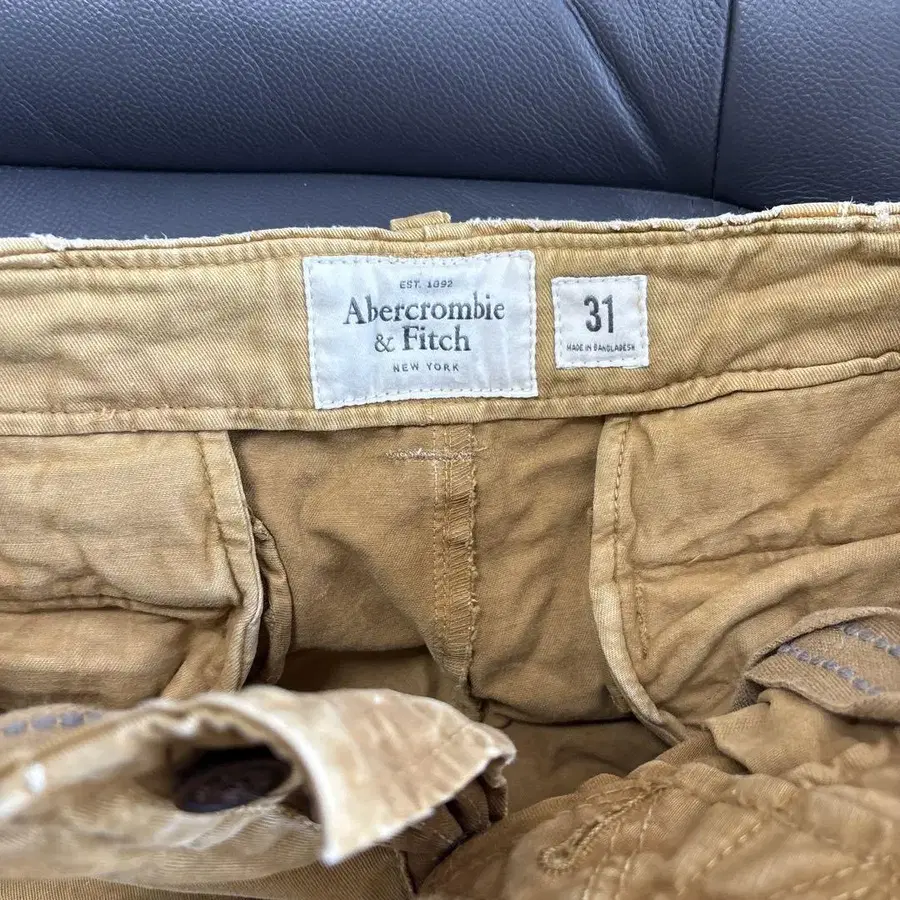 EST. 1892
Abercrombie
& Fitch
NEW YORK
31
MADE IN BANGLADESH